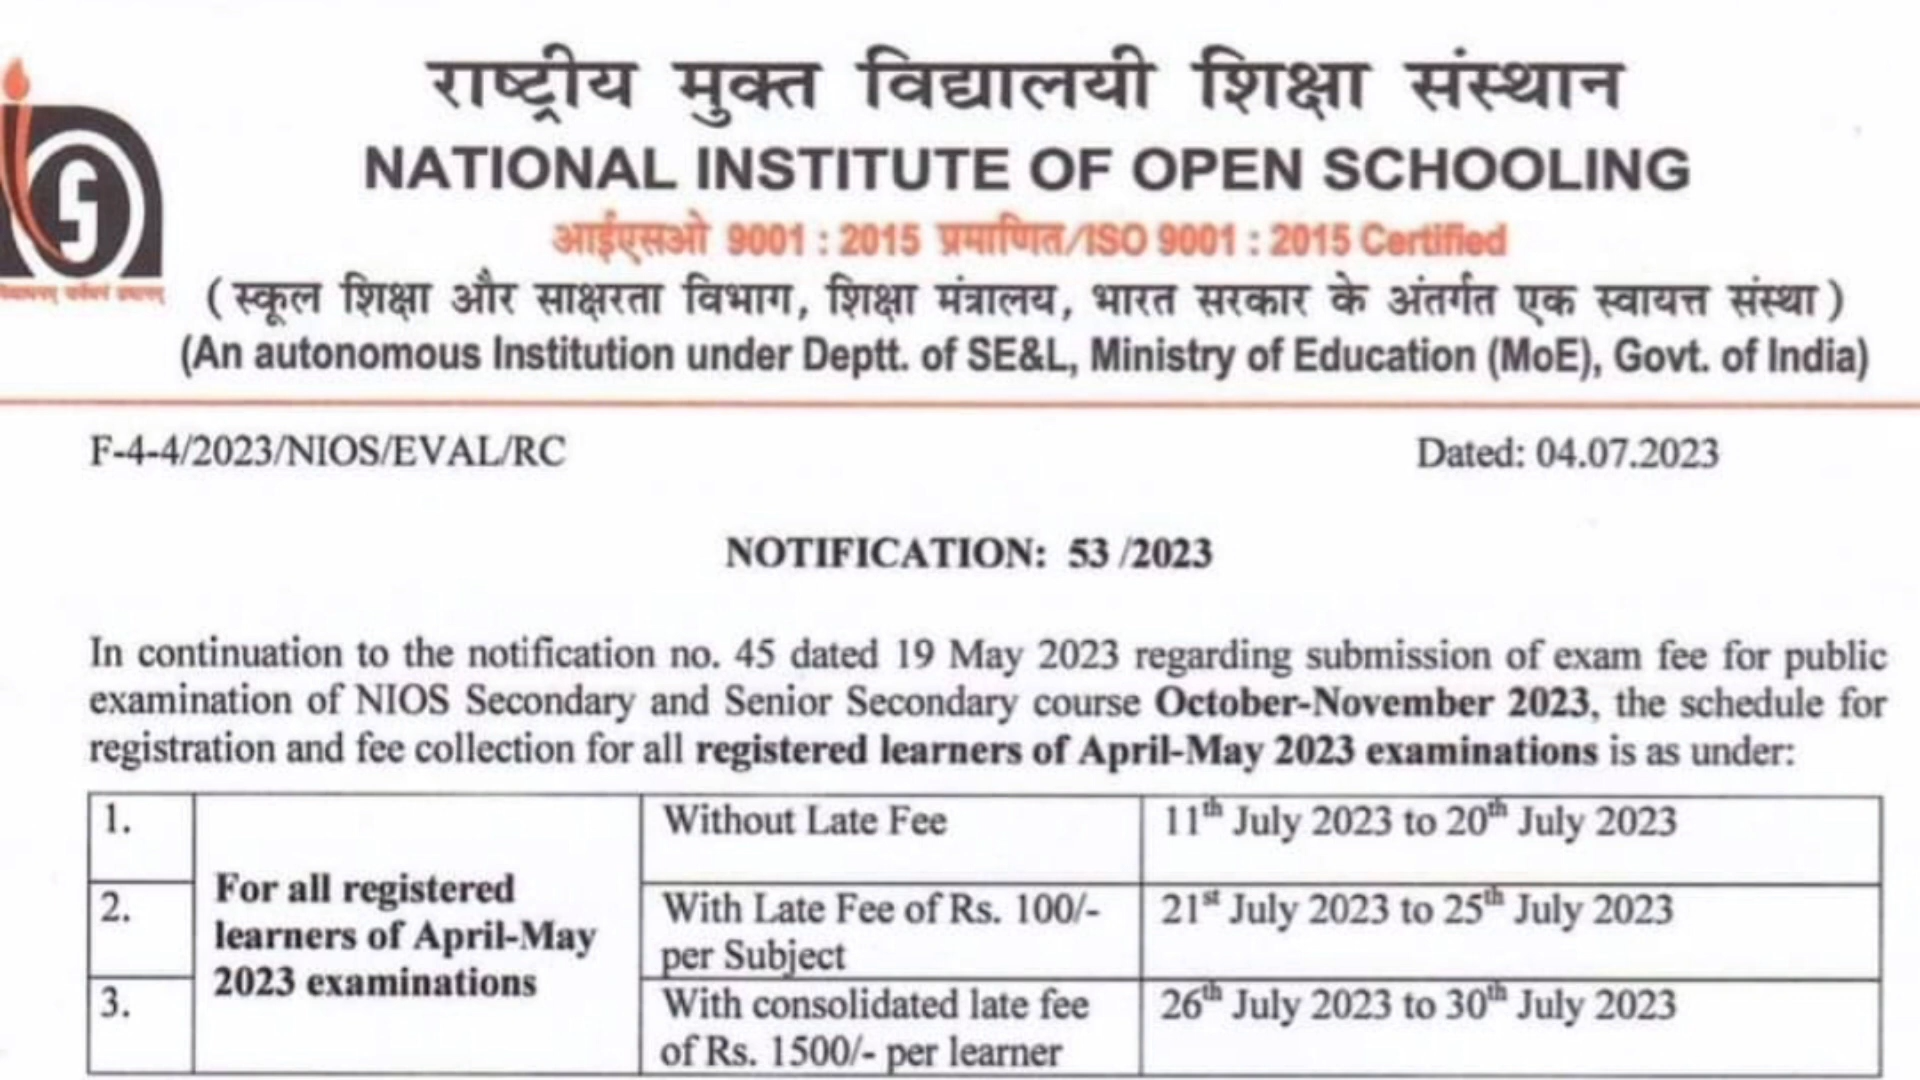 राष्ट्रीय मुक्त विद्यालयी शिक्षा संस्थान
NATIONAL INSTITUTE OF OPEN SCHOOLING
आईएसओ 9001 : 2015 प्रमाणित/ISO 9001 : 2015 Certified
( स्कूल शिक्षा और साक्षरता विभाग, शिक्षा मंत्रालय, भारत सरकार के अंतर्गत एक स्वायत्त संस्था )
(An autonomous Institution under Deptt. of SE&L, Ministry of Education (MoE), Govt. of India)
F-4-4/2023/NIOS/EVAL/RC Dated: 04.07.2023
NOTIFICATION: 53 /2023
In continuation to the notification no. 45 dated 19 May 2023 regarding submission of exam fee for public
examination of NIOS Secondary and Senior Secondary course October-November 2023, the schedule for
registration and fee collection for all registered learners of April-May 2023 examinations is as under:
1. Without Late Fee 11th July 2023 to 20th July 2023
For all registered
learners of April-May
2023 examinations
2. With Late Fee of Rs. 100/- 21st July 2023 to 25th July 2023
per Subject
3. With consolidated late fee 26th July 2023 to 30th July 2023
of Rs. 1500/- per learner